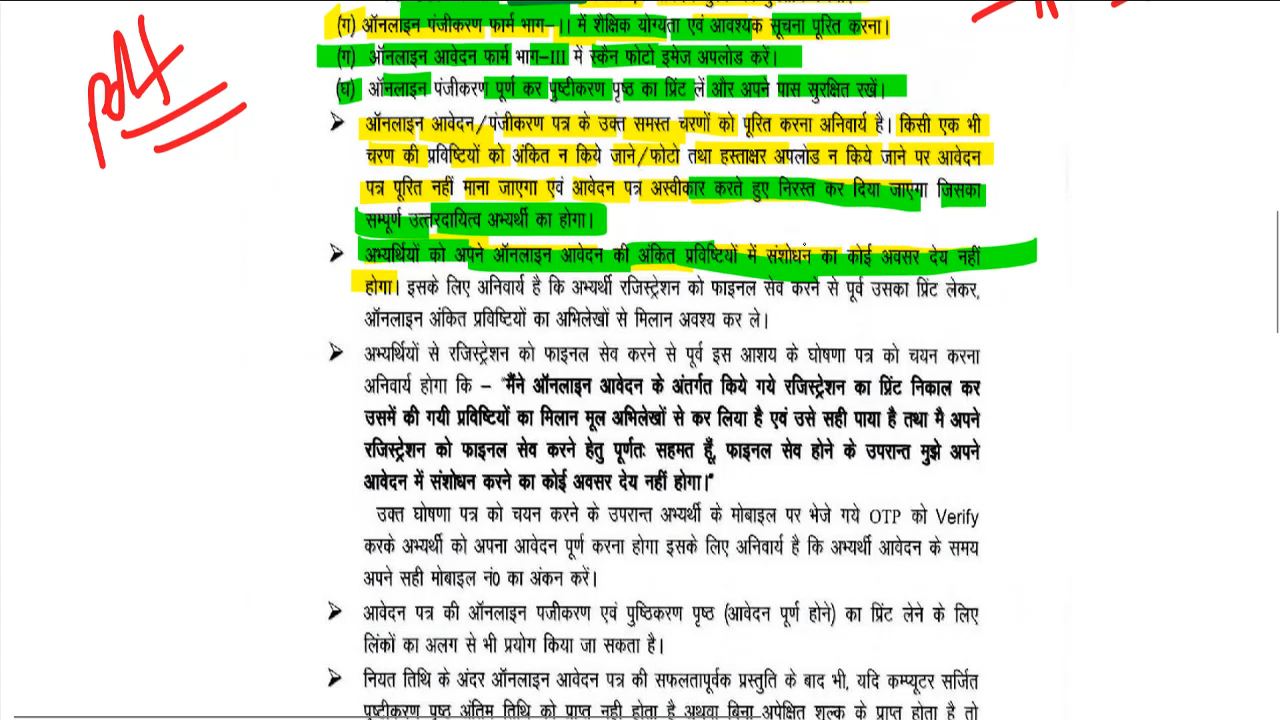 (ग) ऑनलाइन पंजीकरण फार्म भाग-।। में शैक्षिक योग्यता एवं आवश्यक सूचना पूरित करना।
(ग) ऑनलाइन आवेदन फार्म भाग-III में स्कैन फोटो इमेज अपलोड करें।
(घ) ऑनलाइन पंजीकरण पूर्ण कर पुष्टीकरण पृष्ठ का प्रिंट लें और अपने पास सुरक्षित रखें।
➢ ऑनलाइन आवेदन/पंजीकरण पत्र के उक्त समस्त चरणों को पूरित करना अनिवार्य है। किसी एक भी
चरण की प्रविष्टियों को अंकित न किये जाने/फोटो तथा हस्ताक्षर अपलोड न किये जाने पर आवेदन
पत्र पूरित नहीं माना जाएगा एवं आवेदन पत्र अस्वीकार करते हुए निरस्त कर दिया जाएगा जिसका
सम्पूर्ण उत्तरदायित्व अभ्यर्थी का होगा।
➢ अभ्यर्थियों को अपने ऑनलाइन आवेदन की अंकित प्रविष्टियों में संशोधन का कोई अवसर देय नहीं
होगा। इसके लिए अनिवार्य है कि अभ्यर्थी रजिस्ट्रेशन को फाइनल सेव करने से पूर्व उसका प्रिंट लेकर,
ऑनलाइन अंकित प्रविष्टियों का अभिलेखों से मिलान अवश्य कर ले।
➢ अभ्यर्थियों से रजिस्ट्रेशन को फाइनल सेव करने से पूर्व इस आशय के घोषणा पत्र को चयन करना
अनिवार्य होगा कि – "मैंने ऑनलाइन आवेदन के अंतर्गत किये गये रजिस्ट्रेशन का प्रिंट निकाल कर
उसमें की गयी प्रविष्टियों का मिलान मूल अभिलेखों से कर लिया है एवं उसे सही पाया है तथा मै अपने
रजिस्ट्रेशन को फाइनल सेव करने हेतु पूर्णतः सहमत हूँ, फाइनल सेव होने के उपरान्त मुझे अपने
आवेदन में संशोधन करने का कोई अवसर देय नहीं होगा।"
उक्त घोषणा पत्र को चयन करने के उपरान्त अभ्यर्थी के मोबाइल पर भेजे गये OTP को Verify
करके अभ्यर्थी को अपना आवेदन पूर्ण करना होगा इसके लिए अनिवार्य है कि अभ्यर्थी आवेदन के समय
अपने सही मोबाइल नं0 का अंकन करें।
➢ आवेदन पत्र की ऑनलाइन पजीकरण एवं पुष्ठिकरण पृष्ठ (आवेदन पूर्ण होने) का प्रिंट लेने के लिए
लिंकों का अलग से भी प्रयोग किया जा सकता है।
➢ नियत तिथि के अंदर ऑनलाइन आवेदन पत्र की सफलतापूर्वक प्रस्तुति के बाद भी, यदि कम्प्यूटर सर्जित
पुष्टीकरण पृष्ठ अंतिम तिथि को प्राप्त नही होता है अथवा बिना अपेक्षित शुल्क के प्राप्त होता है तो